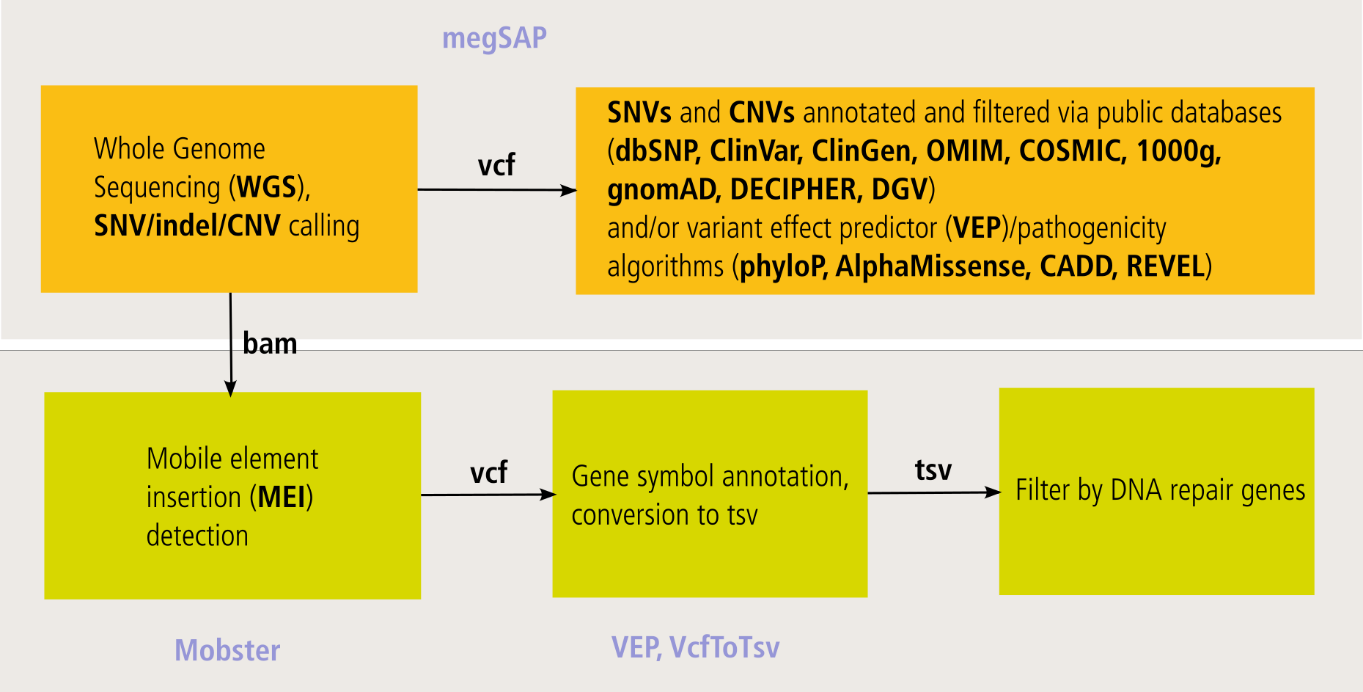 megSAP
Whole Genome
Sequencing (WGS),
SNV/indel/CNV calling
vcf
SNVs and CNVs annotated and filtered via public databases
(dbSNP, ClinVar, ClinGen, OMIM, COSMIC, 1000g,
gnomAD, DECIPHER, DGV)
and/or variant effect predictor (VEP)/pathogenicity
algorithms (phyloP, AlphaMissense, CADD, REVEL)
bam
Mobile element
insertion (MEI)
detection
vcf
Gene symbol annotation,
conversion to tsv
tsv
Filter by DNA repair genes
Mobster
VEP, VcfToTsv